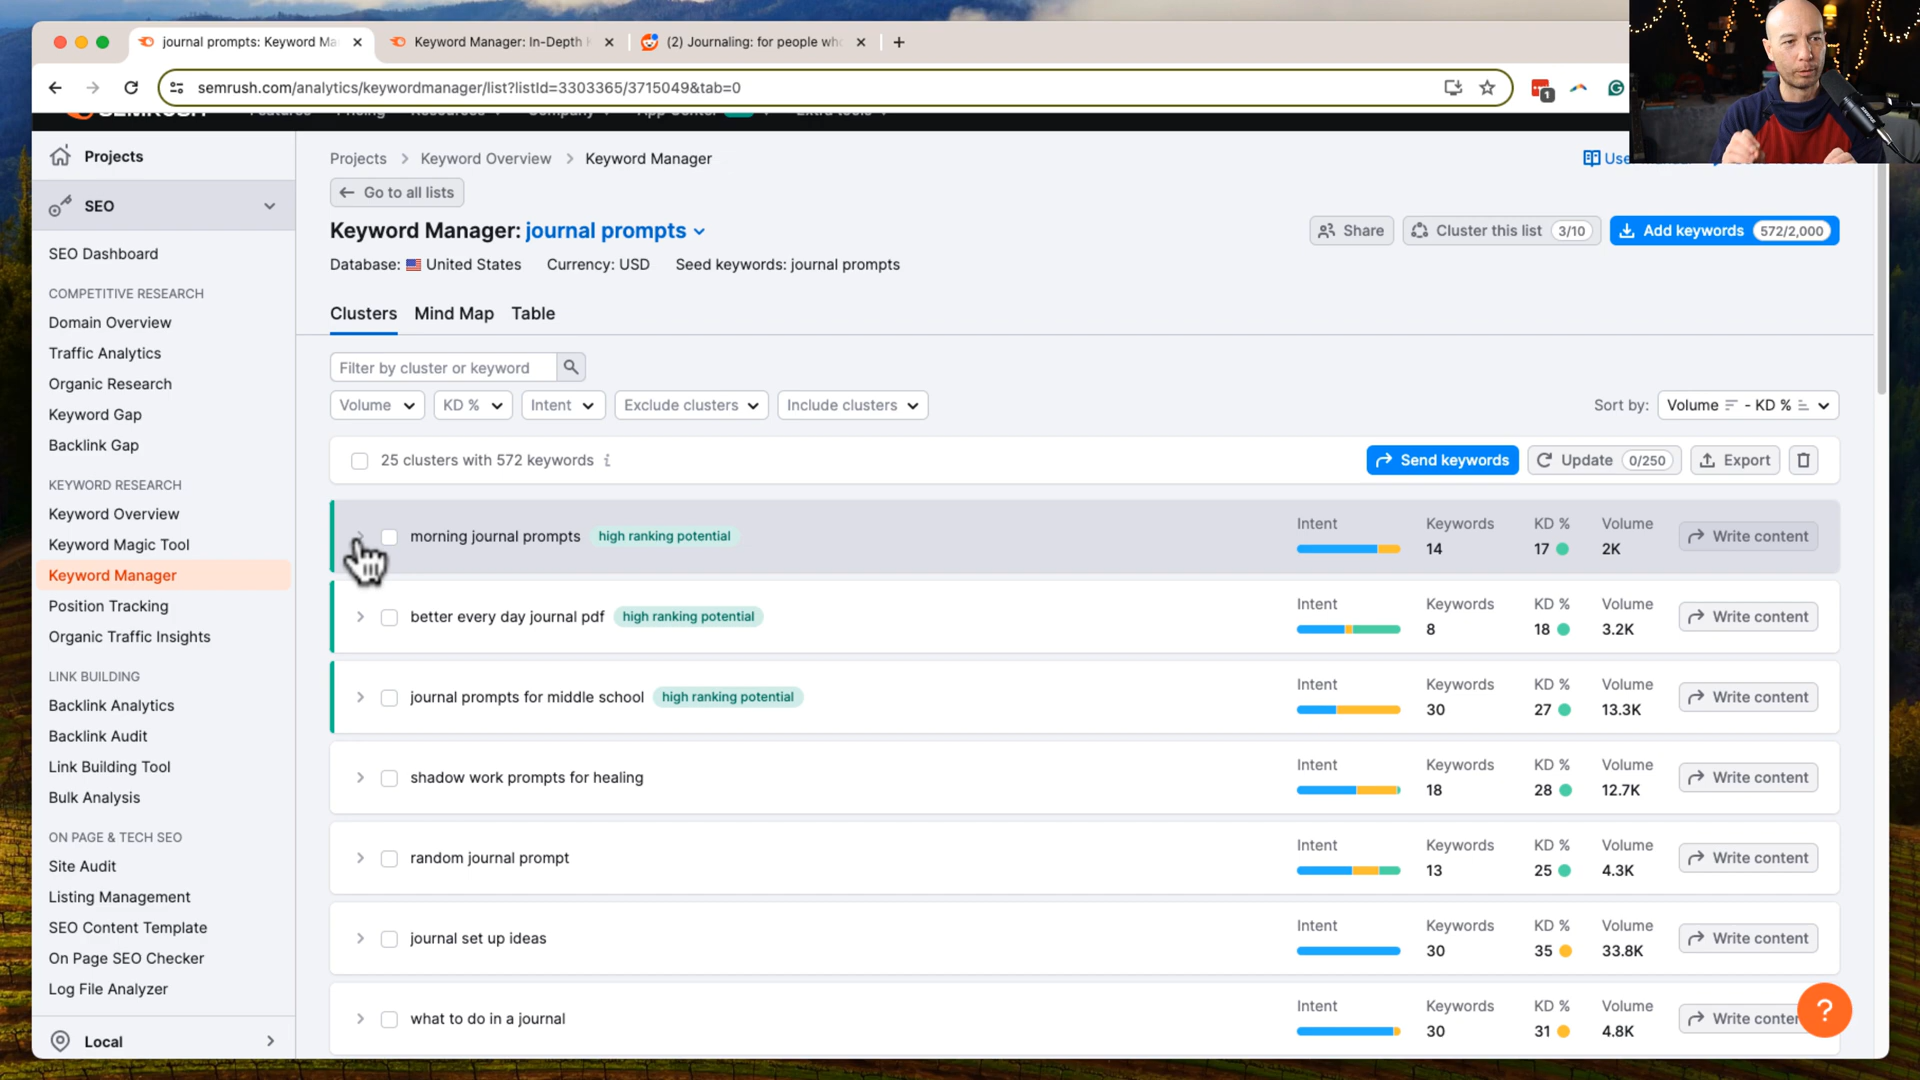 journal prompts: Keyword Ma
Keyword Manager: In-Depth
(2) Journaling: for people who
semrush.com/analytics/keywordmanager/list?listId=3303365/3715049&tab=0
1
Projects
SEO
SEO Dashboard
COMPETITIVE RESEARCH
Domain Overview
Traffic Analytics
Organic Research
Keyword Gap
Backlink Gap
KEYWORD RESEARCH
Keyword Overview
Keyword Magic Tool
Keyword Manager
Position Tracking
Organic Traffic Insights
LINK BUILDING
Backlink Analytics
Backlink Audit
Link Building Tool
Bulk Analysis
ON PAGE & TECH SEO
Site Audit
Listing Management
SEO Content Template
On Page SEO Checker
Log File Analyzer
Local
Projects > Keyword Overview > Keyword Manager
Use
← Go to all lists
Keyword Manager: journal prompts
Share
Cluster this list 3/10
Add keywords 572/2,000
Database: United States Currency: USD Seed keywords: journal prompts
Clusters Mind Map Table
Filter by cluster or keyword
Volume KD % Intent Exclude clusters Include clusters
Sort by: Volume - KD %
25 clusters with 572 keywords i
Send keywords Update 0/250 Export
morning journal prompts high ranking potential
Intent Keywords KD % Volume
14 17 2K
Write content
better every day journal pdf high ranking potential
Intent Keywords KD % Volume
8 18 3.2K
Write content
journal prompts for middle school high ranking potential
Intent Keywords KD % Volume
30 27 13.3K
Write content
shadow work prompts for healing
Intent Keywords KD % Volume
18 28 12.7K
Write content
random journal prompt
Intent Keywords KD % Volume
13 25 4.3K
Write content
journal set up ideas
Intent Keywords KD % Volume
30 35 33.8K
Write content
what to do in a journal
Intent Keywords KD % Volume
30 31 4.8K
Write conter
?